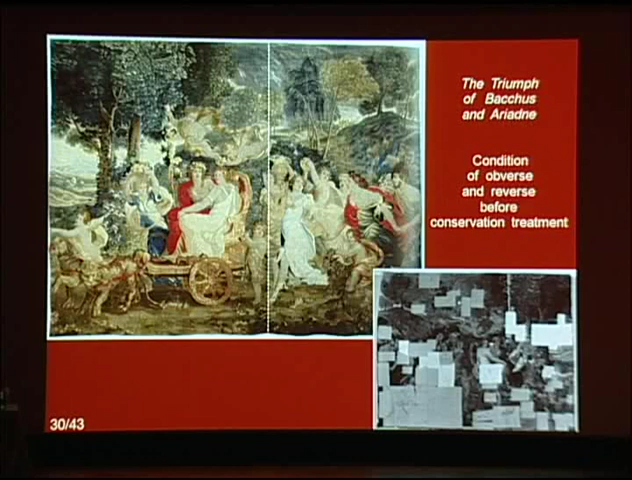 The Triumph
of Bacchus
and Ariadne
Condition
of obverse
and reverse
before
conservation treatment
30/43